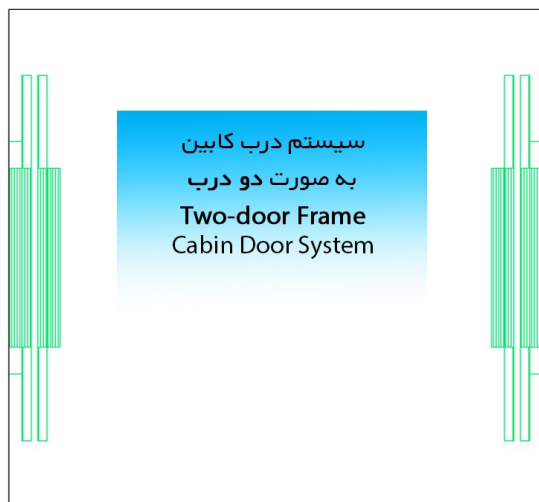 سیستم درب کابین
به صورت دو درب
Two-door Frame
Cabin Door System